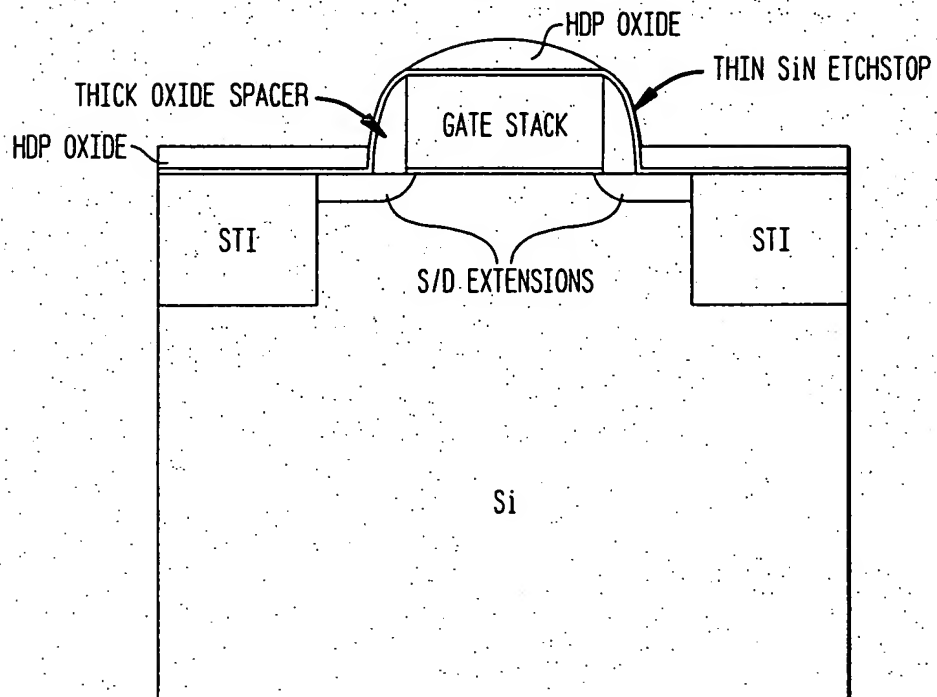 HDP OXIDE
THIN SiN ETCHSTOP
THICK OXIDE SPACER
GATE STACK
HDP OXIDE
STI
STI
S/D EXTENSIONS
Si